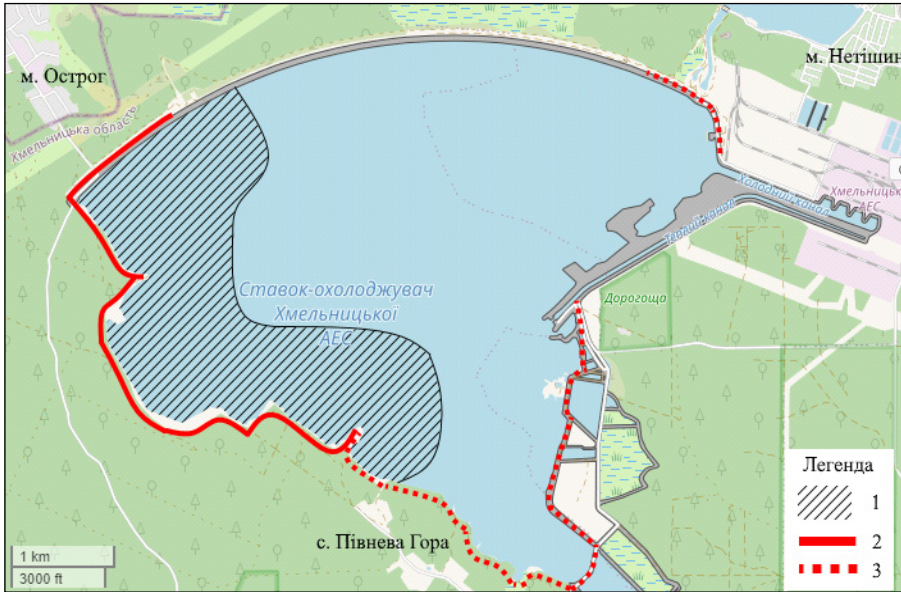 м. Острог
м. Нетішин
Хмельницька область
Холодний канал
Хмельницьк
АЕС
Теплий канал
Ставок-охолоджувач
Хмельницької
АЕС
Дорогоща
Легенда
1
2
3
с. Півнева Гора
1 km
3000 ft